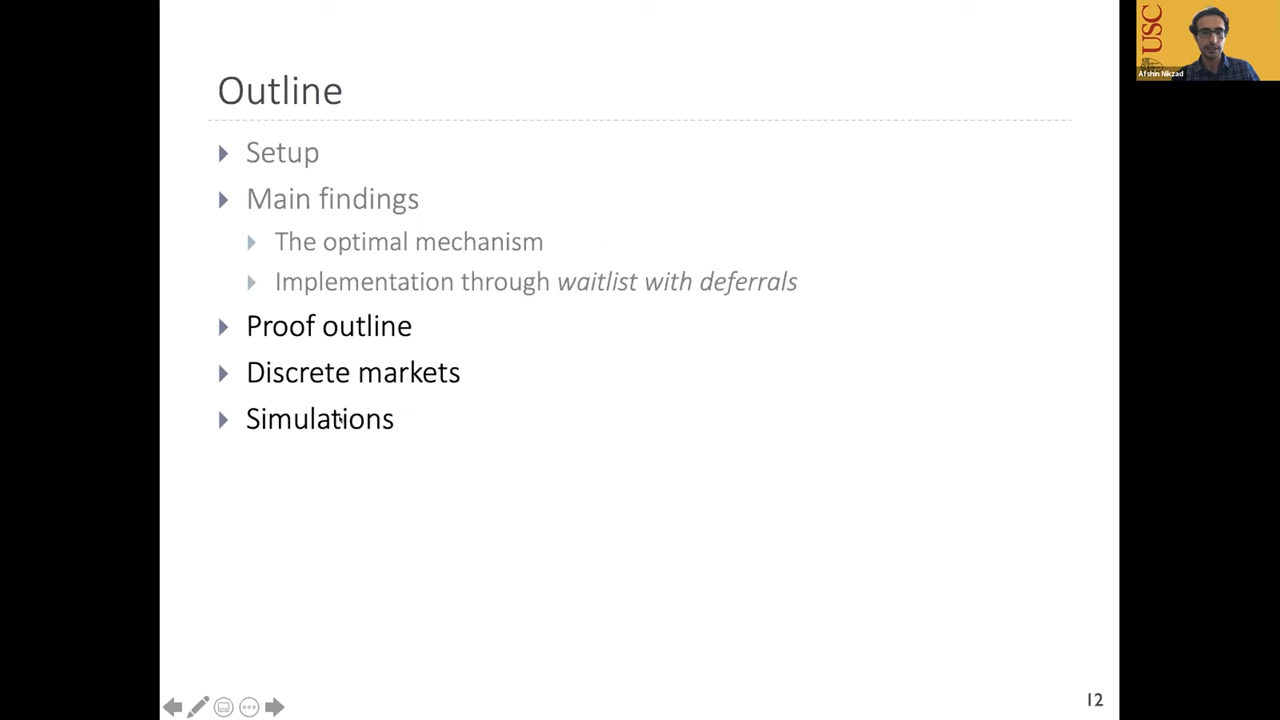 Outline
Setup
Main findings
The optimal mechanism
Implementation through waitlist with deferrals
Proof outline
Discrete markets
Simulations
12
USC
Afshin Nikzad